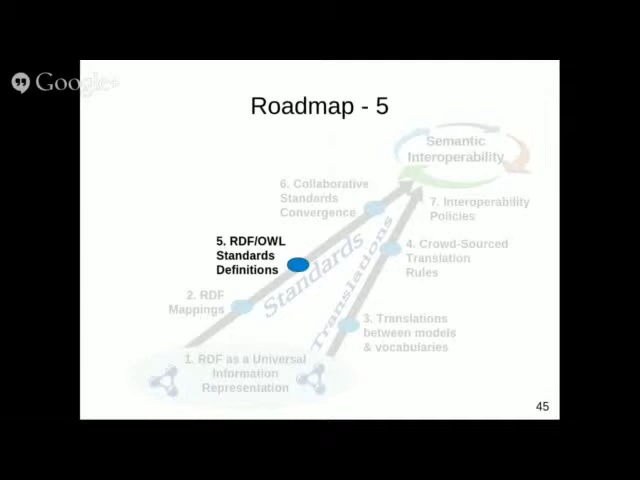 Google+
Roadmap - 5
Semantic
Interoperability
6. Collaborative
Standards
Convergence
7. Interoperability
Policies
5. RDF/OWL
Standards
Definitions
4. Crowd-Sourced
Translation
Rules
Standards
Translations
2. RDF
Mappings
3. Translations
between models
& vocabularies
1. RDF as a Universal
Information
Representation
45